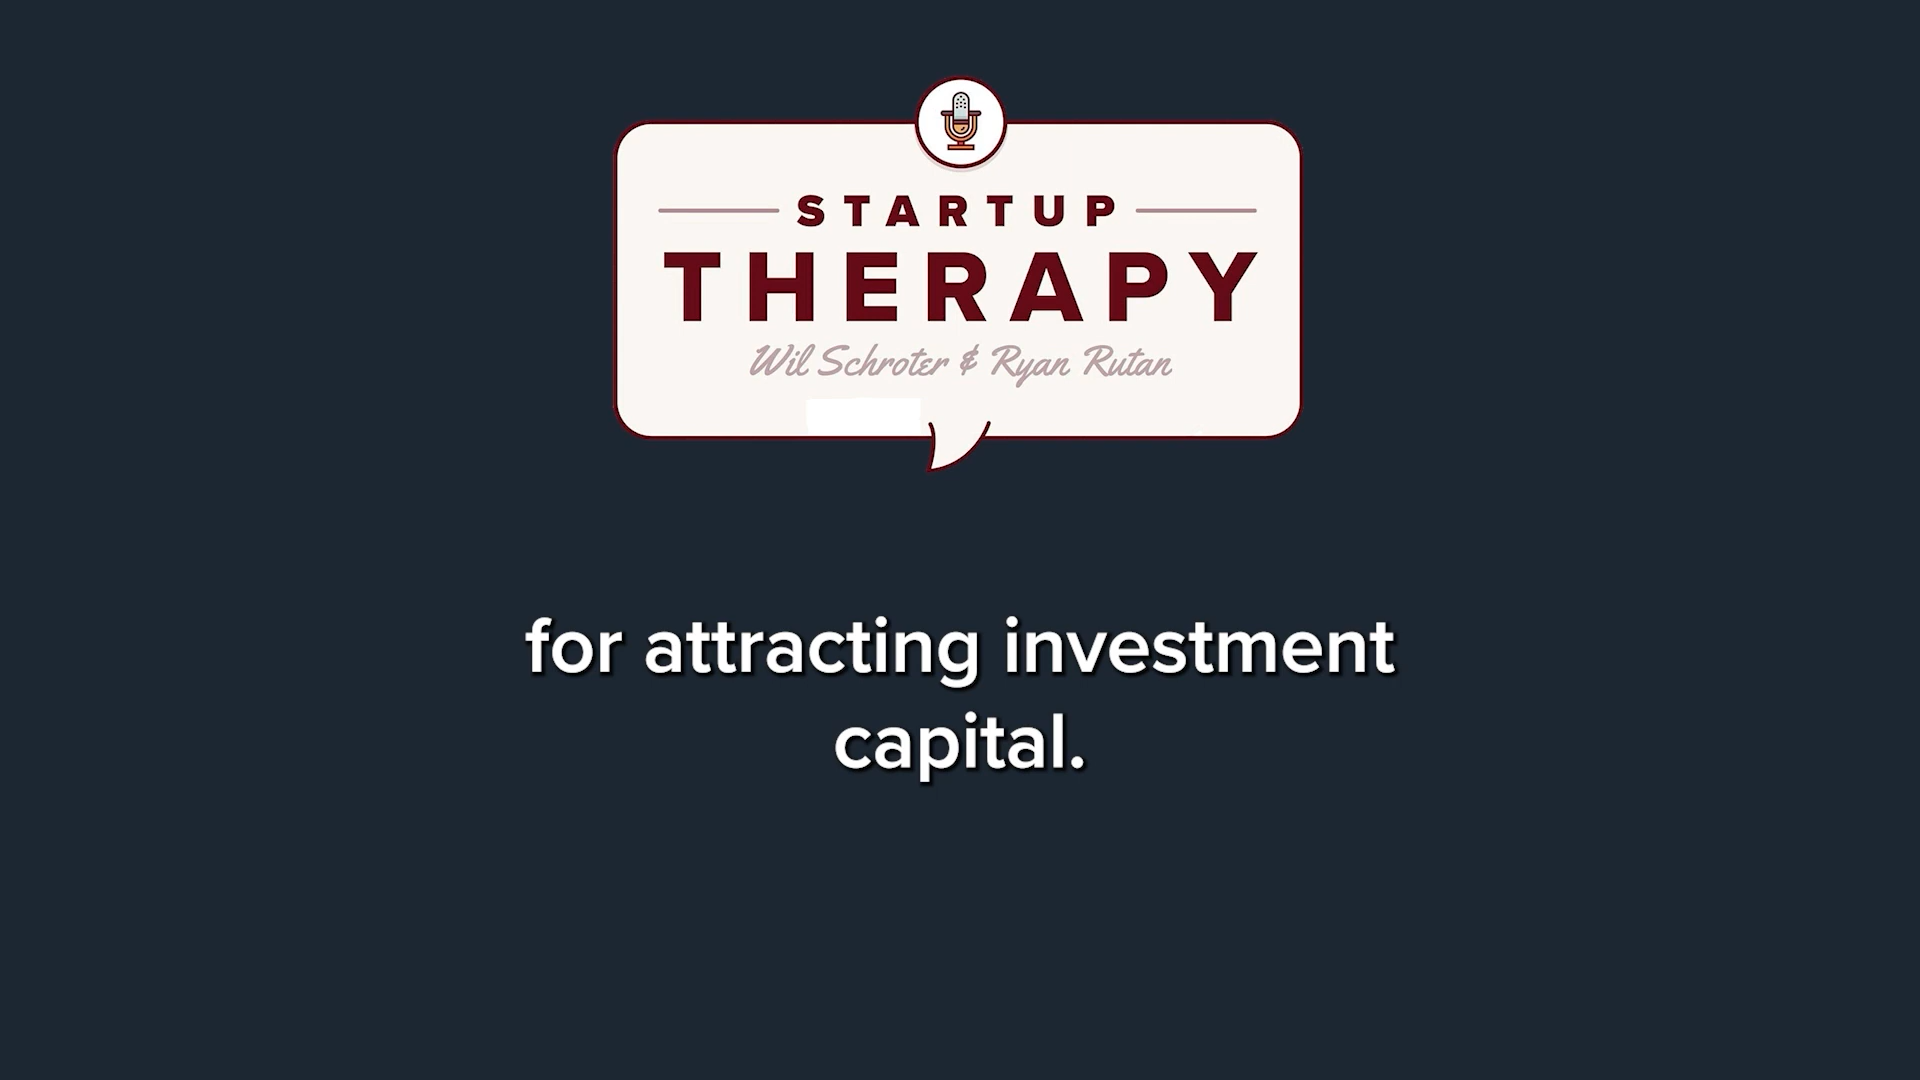 STARTUP
THERAPY
Wil Schroter & Ryan Rutan
for attracting investment
capital.